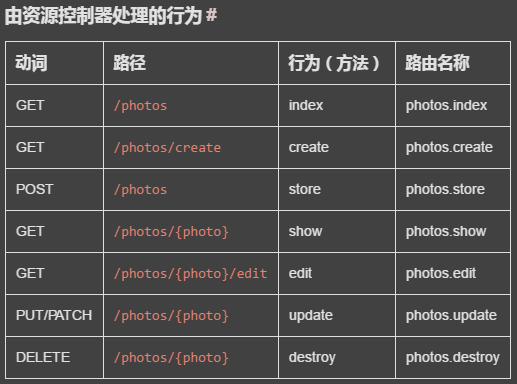 由资源控制器处理的行为 #
动词 路径 行为（方法） 路由名称
GET /photos index photos.index
GET /photos/create create photos.create
POST /photos store photos.store
GET /photos/{photo} show photos.show
GET /photos/{photo}/edit edit photos.edit
PUT/PATCH /photos/{photo} update photos.update
DELETE /photos/{photo} destroy photos.destroy